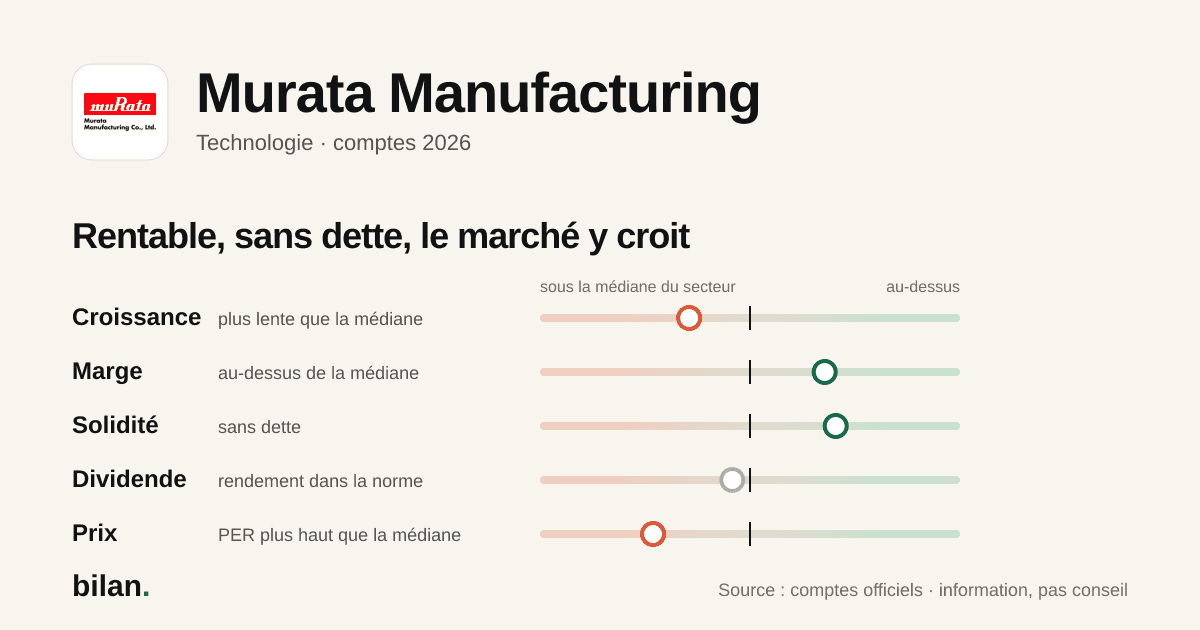 muRata
Murata
Manufacturing Co., Ltd.
Murata Manufacturing
Technologie · comptes 2026
Rentable, sans dette, le marché y croit
sous la médiane du secteur au-dessus
Croissance plus lente que la médiane
Marge au-dessus de la médiane
Solidité sans dette
Dividende rendement dans la norme
Prix PER plus haut que la médiane
bilan.
Source : comptes officiels · information, pas conseil